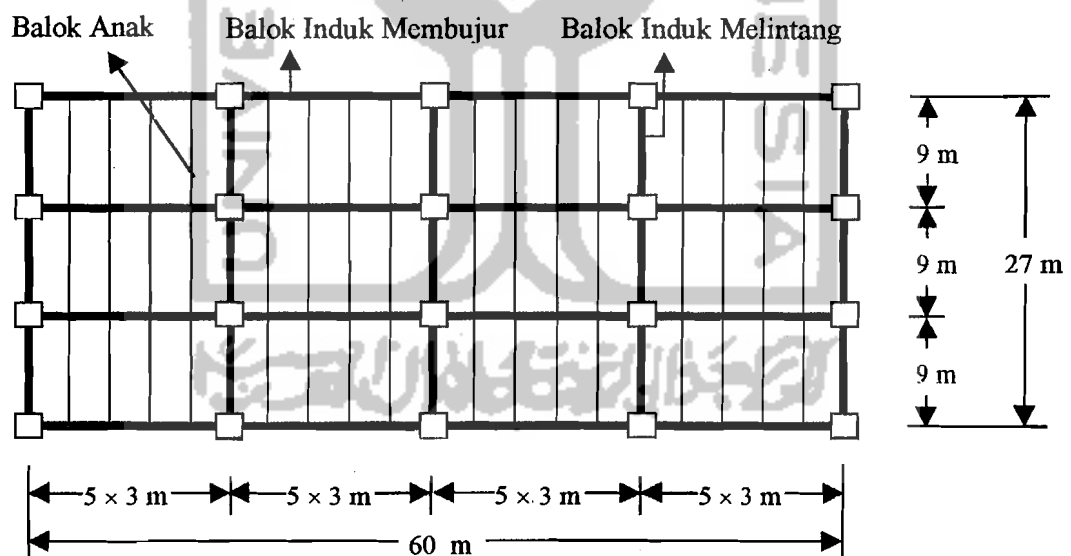 Balok Anak
Balok Induk Membujur
Balok Induk Melintang
9 m
9 m
27 m
9 m
5 × 3 m
5 × 3 m
5 × 3 m
5 × 3 m
60 m